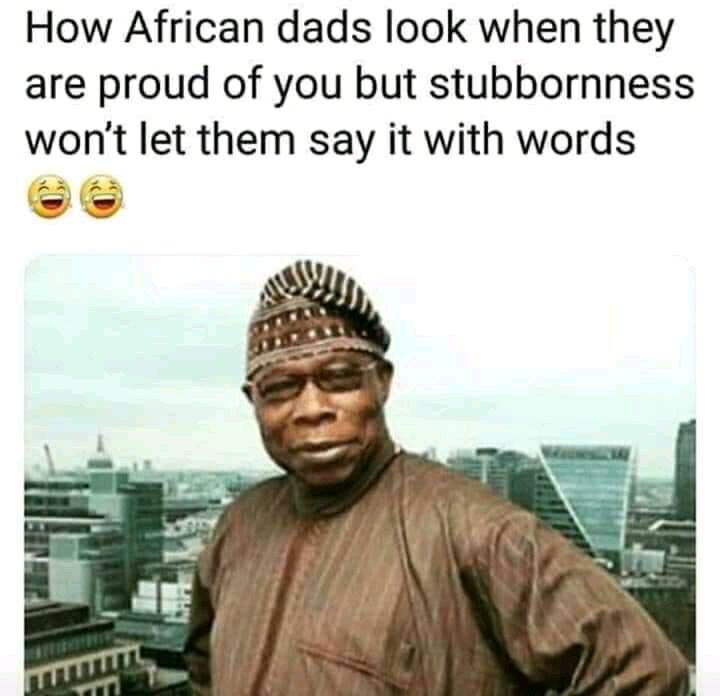 How African dads look when they
are proud of you but stubbornness
won't let them say it with words
😂😂